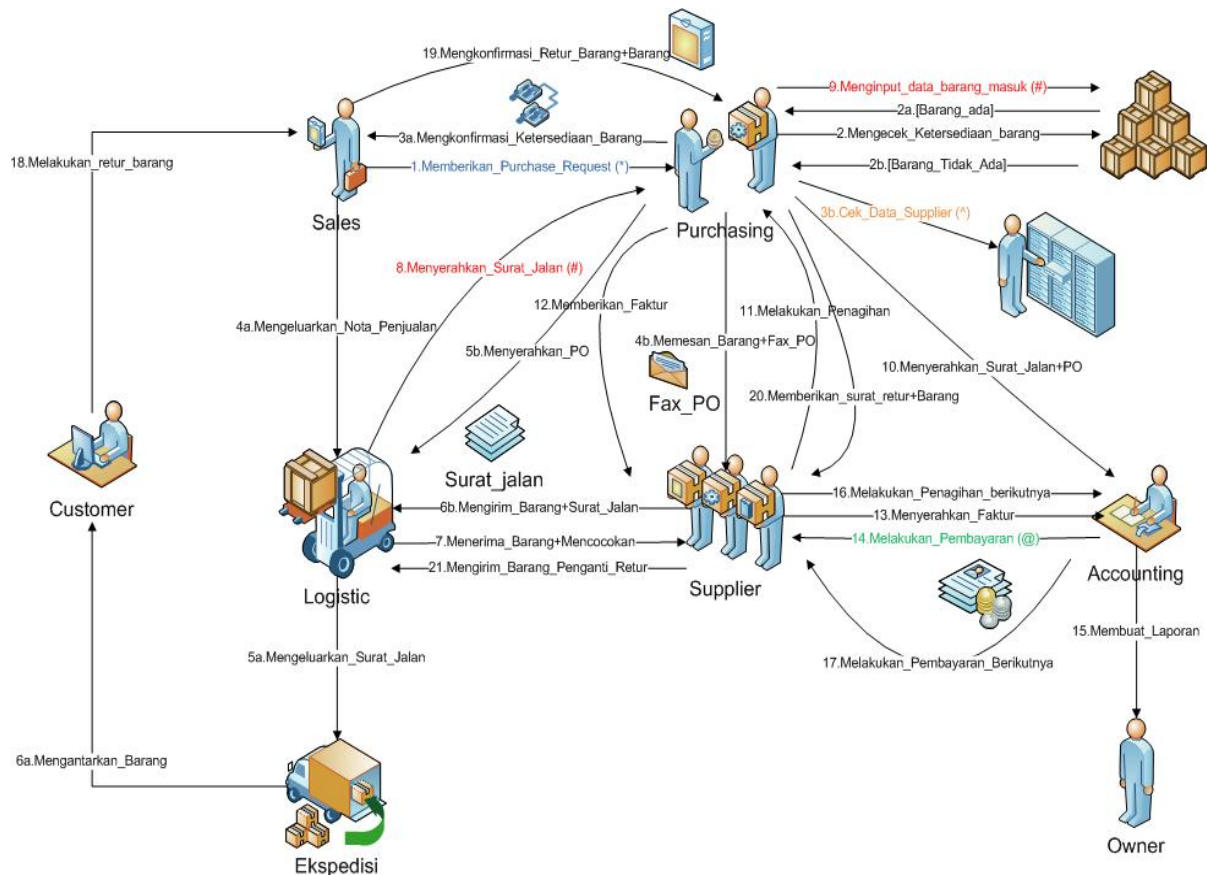 19.Mengkonfirmasi_Retur_Barang+Barang
9.Menginput_data_barang_masuk (#)
2a.[Barang_ada]
3a.Mengkonfirmasi_Ketersediaan_Barang
2.Mengecek_Ketersediaan_barang
18.Melakukan_retur_barang
1.Memberikan_Purchase_Request (*)
2b.[Barang_Tidak_Ada]
Sales
Purchasing
3b.Cek_Data_Supplier (^)
8.Menyerahkan_Surat_Jalan (#)
12.Memberikan_Faktur
11.Melakukan_Penagihan
4a.Mengeluarkan_Nota_Penjualan
4b.Memesan_Barang+Fax_PO
5b.Menyerahkan_PO
10.Menyerahkan_Surat_Jalan+PO
20.Memberikan_surat_retur+Barang
Fax_PO
Surat_jalan
Customer
16.Melakukan_Penagihan_berikutnya
6b.Mengirim_Barang+Surat_Jalan
13.Menyerahkan_Faktur
7.Menerima_Barang+Mencocokan
14.Melakukan_Pembayaran (@)
21.Mengirim_Barang_Penganti_Retur
Accounting
Logistic
Supplier
15.Membuat_Laporan
5a.Mengeluarkan_Surat_Jalan
17.Melakukan_Pembayaran_Berikutnya
6a.Mengantarkan_Barang
Owner
Ekspedisi